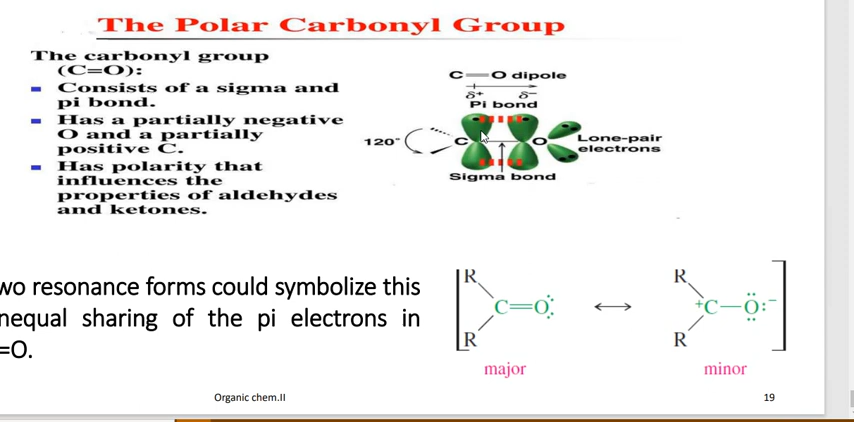 The Polar Carbonyl Group
The carbonyl group
(C=O):
Consists of a sigma and
pi bond.
Has a partially negative
O and a partially
positive C.
Has polarity that
influences the
properties of aldehydes
and ketones.
C=O dipole
δ+ δ-
Pi bond
120°
C O
Lone-pair
electrons
Sigma bond
wo resonance forms could symbolize this
nequal sharing of the pi electrons in
=O.
R R
C=O: ↔ +C—O:-
R R
major minor
Organic chem.II 19